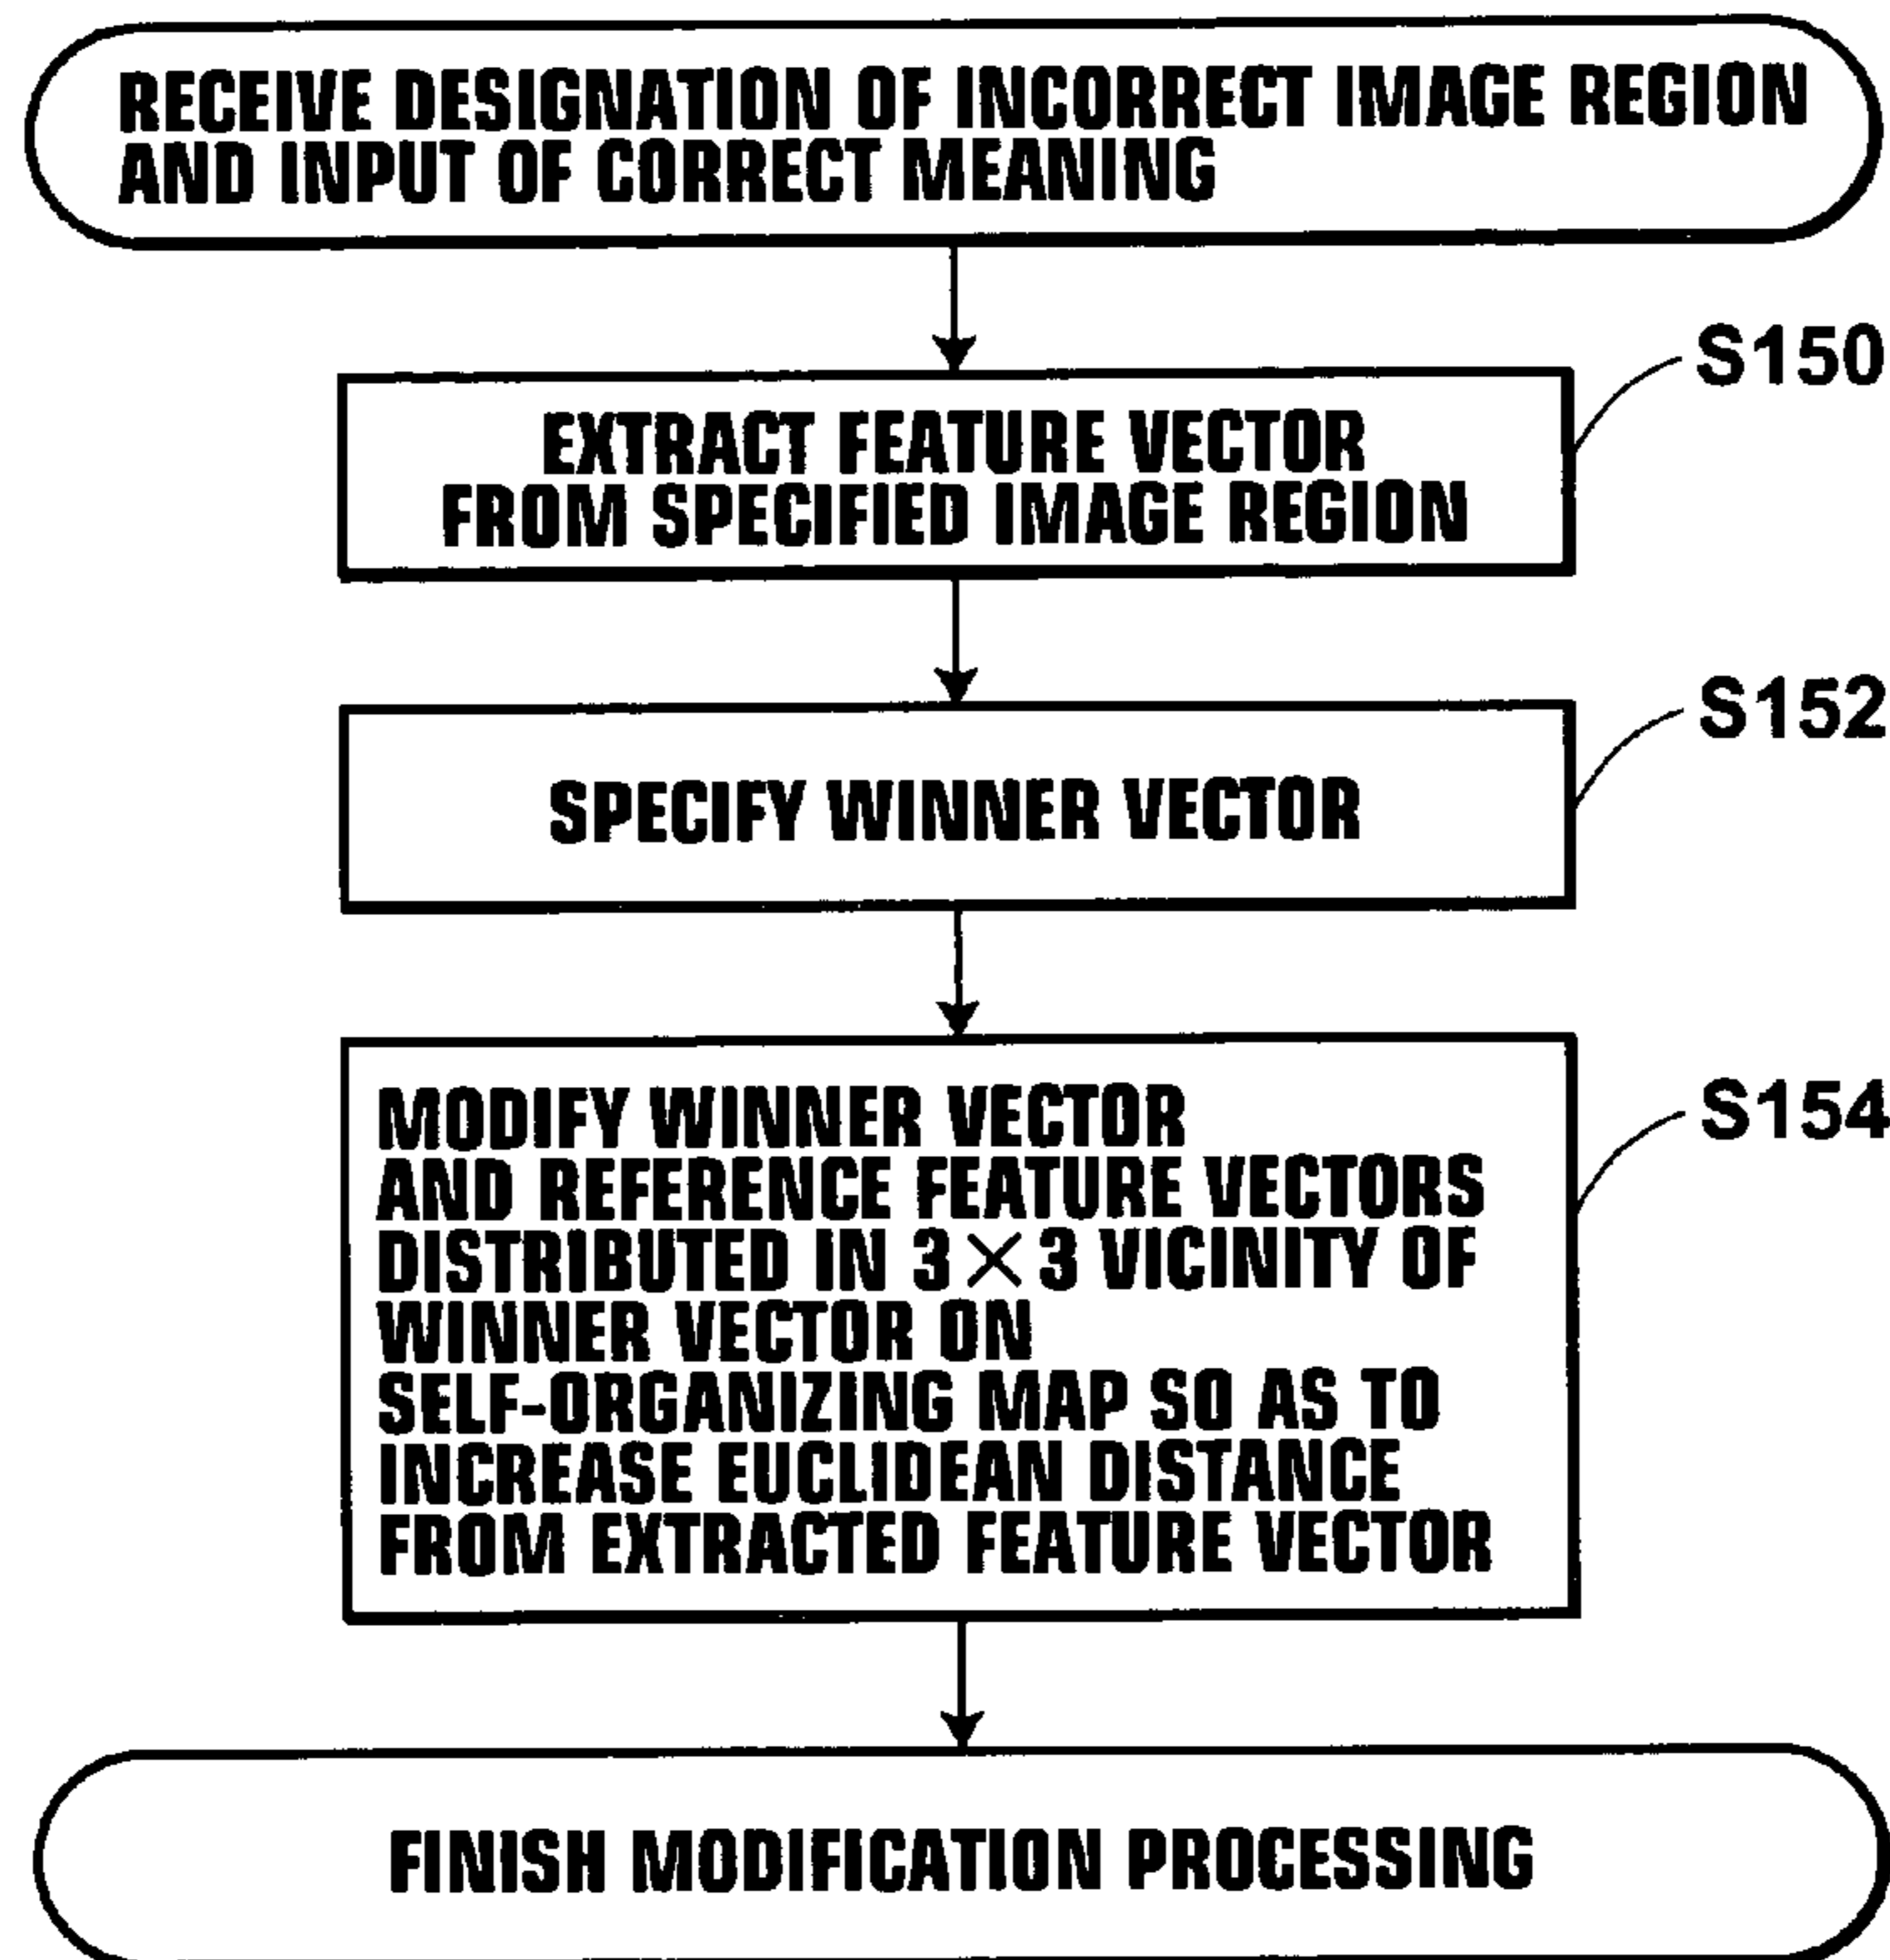 RECEIVE DESIGNATION OF INCORRECT IMAGE REGION
AND INPUT OF CORRECT MEANING
S150
EXTRACT FEATURE VECTOR
FROM SPECIFIED IMAGE REGION
S152
SPECIFY WINNER VECTOR
S154
MODIFY WINNER VECTOR
AND REFERENCE FEATURE VECTORS
DISTRIBUTED IN 3×3 VICINITY OF
WINNER VECTOR ON
SELF-ORGANIZING MAP SO AS TO
INCREASE EUCLIDEAN DISTANCE
FROM EXTRACTED FEATURE VECTOR
FINISH MODIFICATION PROCESSING